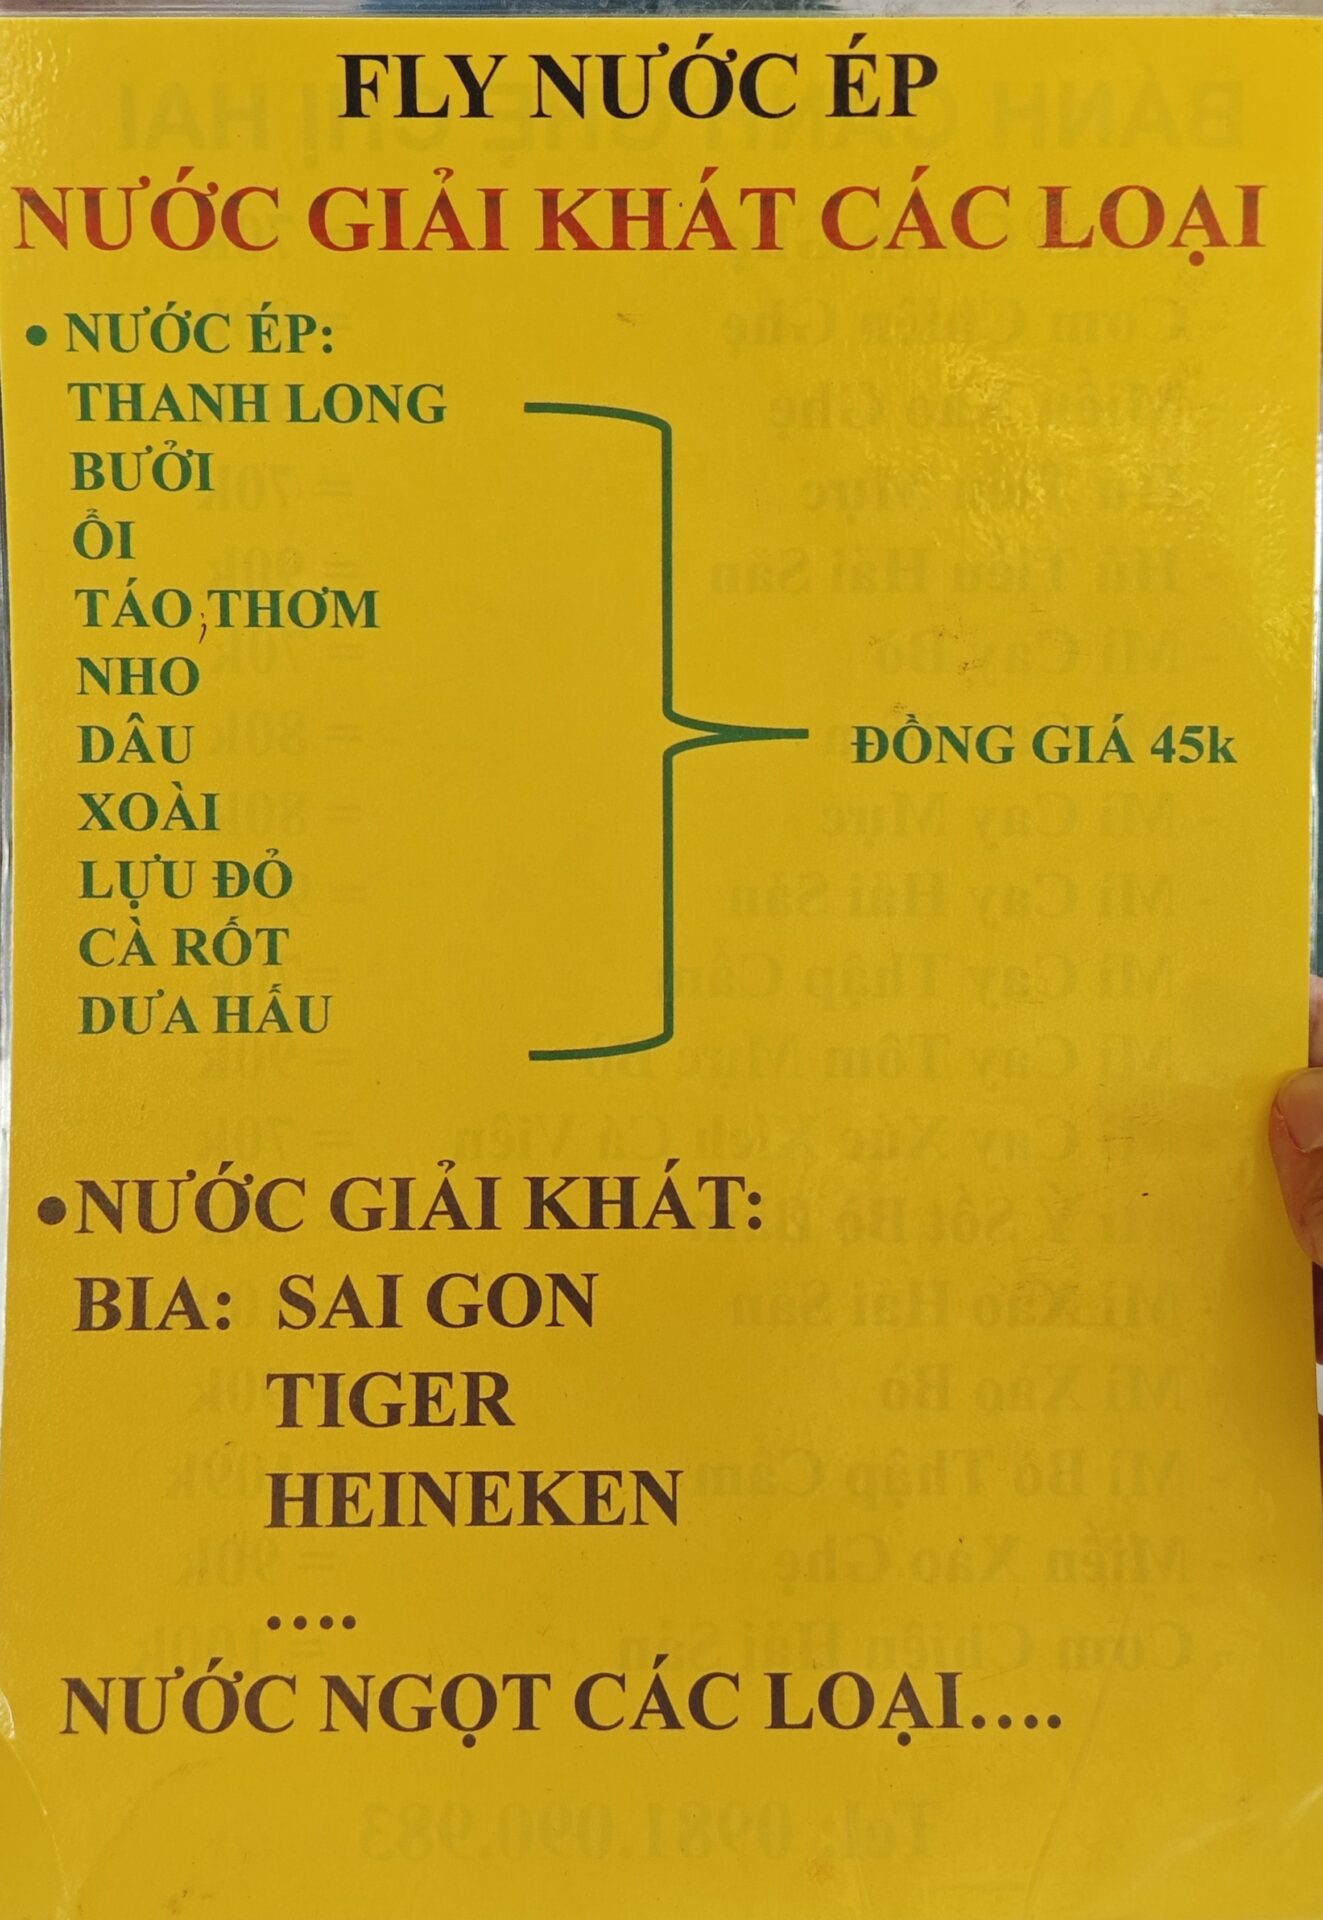 FLY NƯỚC ÉP
NƯỚC GIẢI KHÁT CÁC LOẠI
• NƯỚC ÉP:
THANH LONG
BƯỞI
ỔI
TÁO ; THƠM
NHO
DÂU
XOÀI
LỰU ĐỎ
CÀ RỐT
DƯA HẤU
ĐỒNG GIÁ 45k
•NƯỚC GIẢI KHÁT:
BIA: SAI GON
TIGER
HEINEKEN
....
NƯỚC NGỌT CÁC LOẠI....